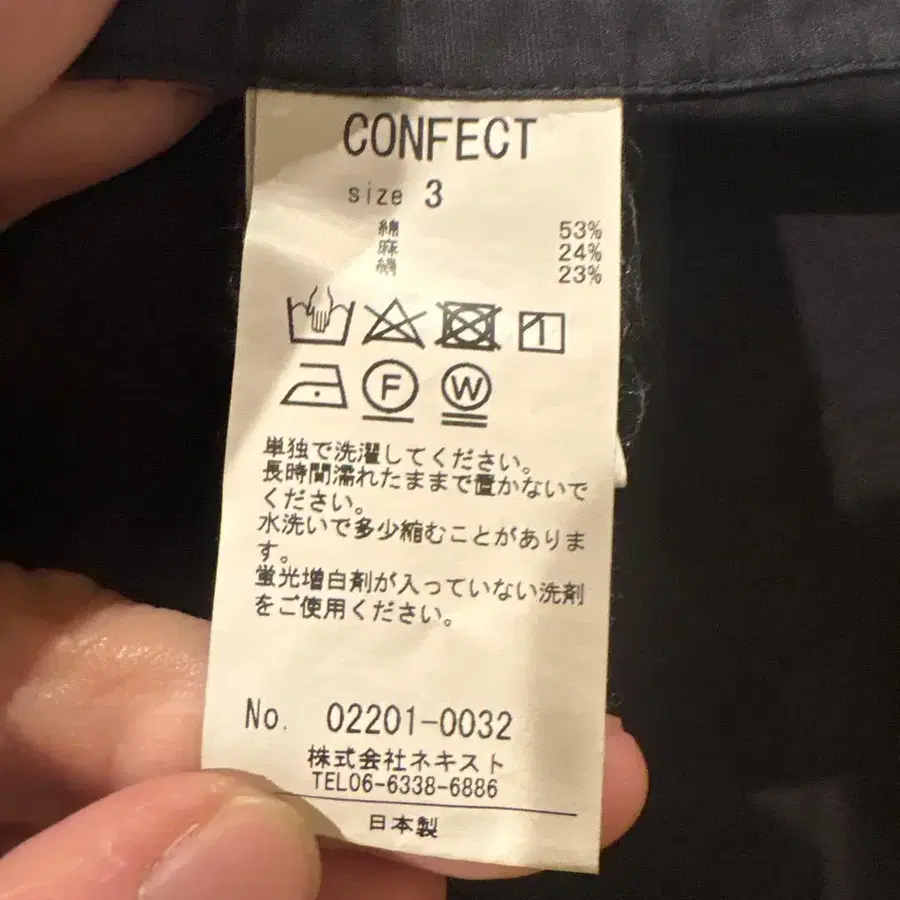 CONFECT
size 3
綿 53%
麻 24%
絹 23%
F W
単独で洗濯してください。
長時間濡れたままで置かないで
ください。
水洗いで多少縮むことがありま
す。
蛍光増白剤が入っていない洗剤
をご使用ください。
No. 02201-0032
株式会社ネキスト
TEL06-6338-6886
日本製